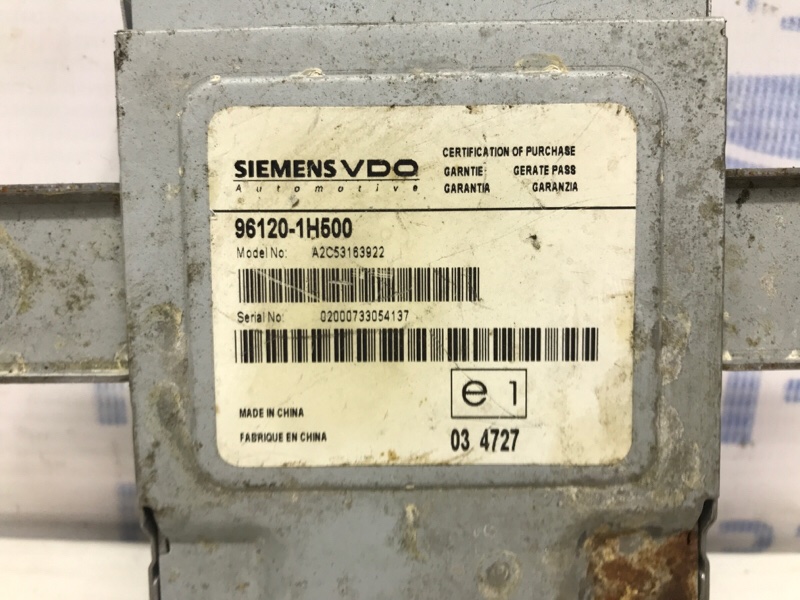 SIEMENS VDO
Automotive
CERTIFICATION OF PURCHASE
GARNTIE GERATE PASS
GARANTIA GARANZIA
96120-1H500
Model No: A2C53163922
Serial No: 02000733054137
e1
MADE IN CHINA
FABRIQUE EN CHINA
03 4727